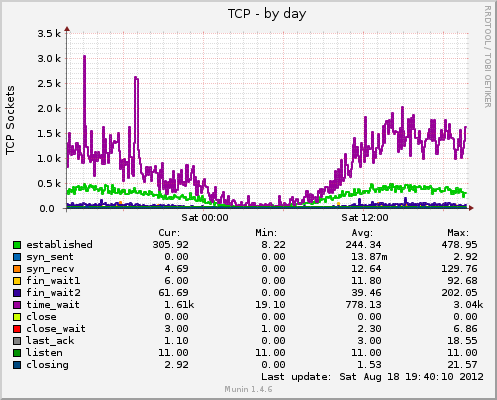 TCP - by day
RRDTOOL / TOBI OETIKER
TCP Sockets
3.5 k
3.0 k
2.5 k
2.0 k
1.5 k
1.0 k
0.5 k
0.0
Sat 00:00 Sat 12:00
Cur: Min: Avg: Max:
established 305.92 8.22 244.34 478.95
syn_sent 0.00 0.00 13.87m 2.92
syn_recv 4.69 0.00 12.64 129.76
fin_wait1 6.00 0.00 11.80 92.68
fin_wait2 61.69 0.00 39.46 202.05
time_wait 1.61k 19.10 778.13 3.04k
close 0.00 0.00 0.00 0.00
close_wait 3.00 1.00 2.30 6.86
last_ack 1.10 0.00 3.00 18.55
listen 11.00 11.00 11.00 11.00
closing 2.92 0.00 1.53 21.57
Last update: Sat Aug 18 19:40:10 2012
Munin 1.4.6